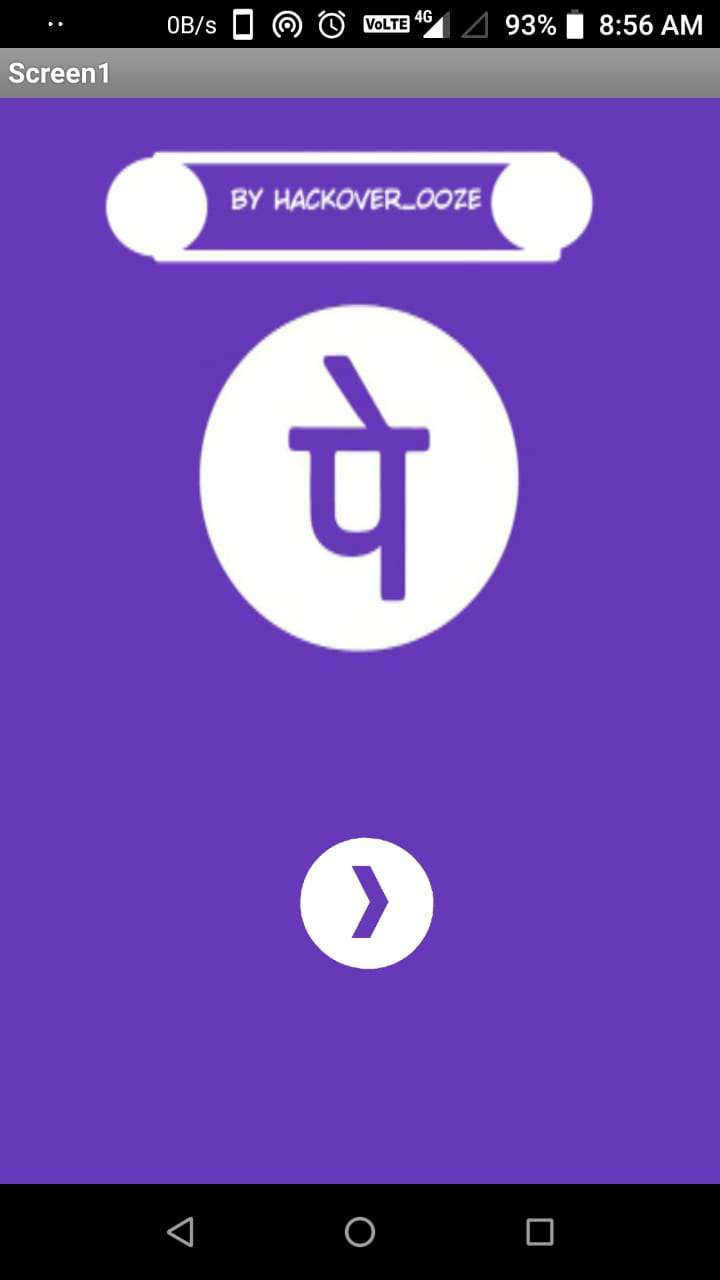 0B/s VoLTE 4G 93% 8:56 AM
Screen1
BY HACKOVER_OOZE
पे